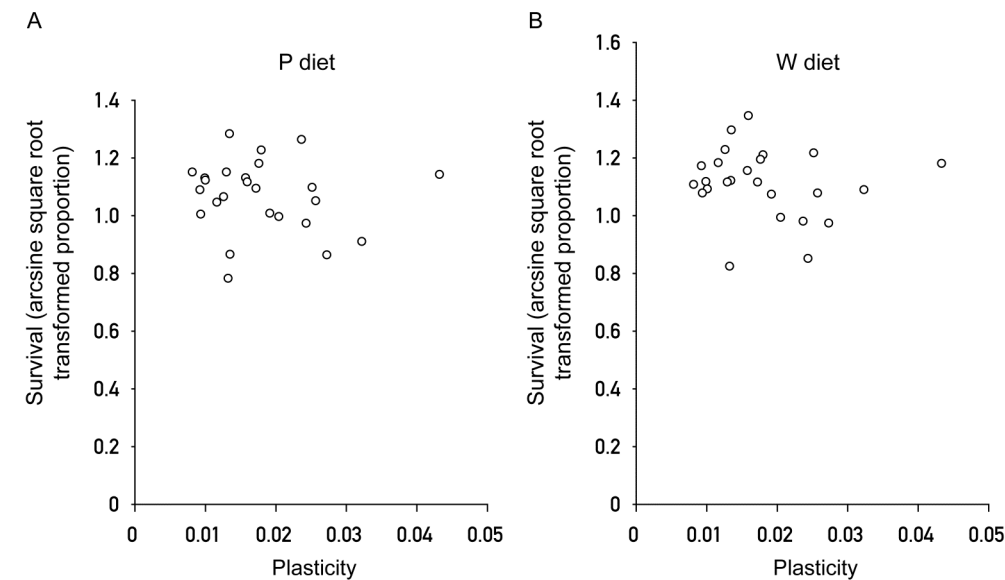 A
P diet
Survival (arcsine square root
transformed proportion)
1.4
1.2
1.0
0.8
0.6
0.4
0.2
0
0 0.01 0.02 0.03 0.04 0.05
Plasticity
B
W diet
Survival (arcsine square root
transformed proportion)
1.6
1.4
1.2
1.0
0.8
0.6
0.4
0.2
0
0 0.01 0.02 0.03 0.04 0.05
Plasticity